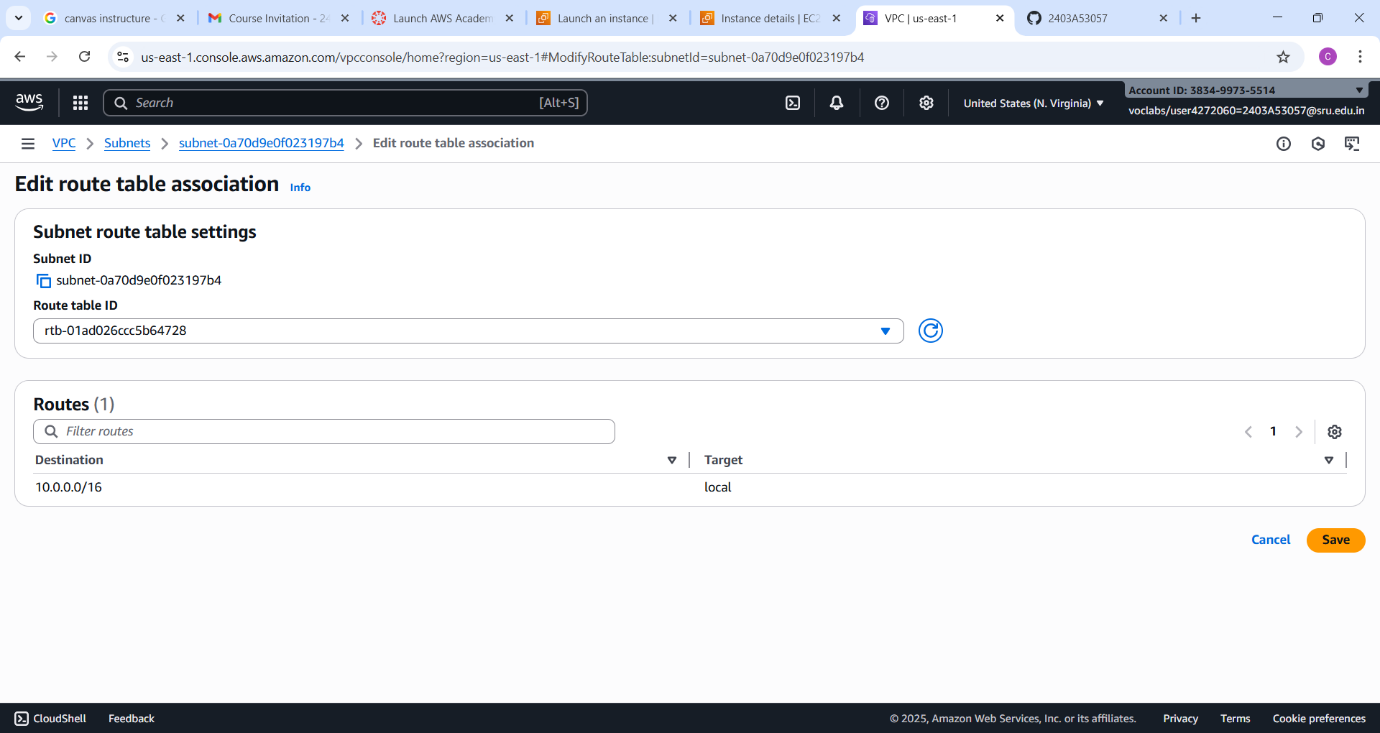 canvas instructure -
Course Invitation - 24
Launch AWS Academ
Launch an instance |
Instance details | EC2
VPC | us-east-1
2403A53057
us-east-1.console.aws.amazon.com/vpcconsole/home?region=us-east-1#ModifyRouteTable:subnetId=subnet-0a70d9e0f023197b4
C
aws
Search
[Alt+S]
United States (N. Virginia)
Account ID: 3834-9973-5514
voclabs/user4272060=2403A53057@sru.edu.in
VPC
Subnets
subnet-0a70d9e0f023197b4
Edit route table association
Edit route table association
Info
Subnet route table settings
Subnet ID
subnet-0a70d9e0f023197b4
Route table ID
rtb-01ad026ccc5b64728
Routes (1)
Filter routes
1
Destination
Target
10.0.0.0/16
local
Cancel
Save
CloudShell
Feedback
© 2025, Amazon Web Services, Inc. or its affiliates.
Privacy
Terms
Cookie preferences